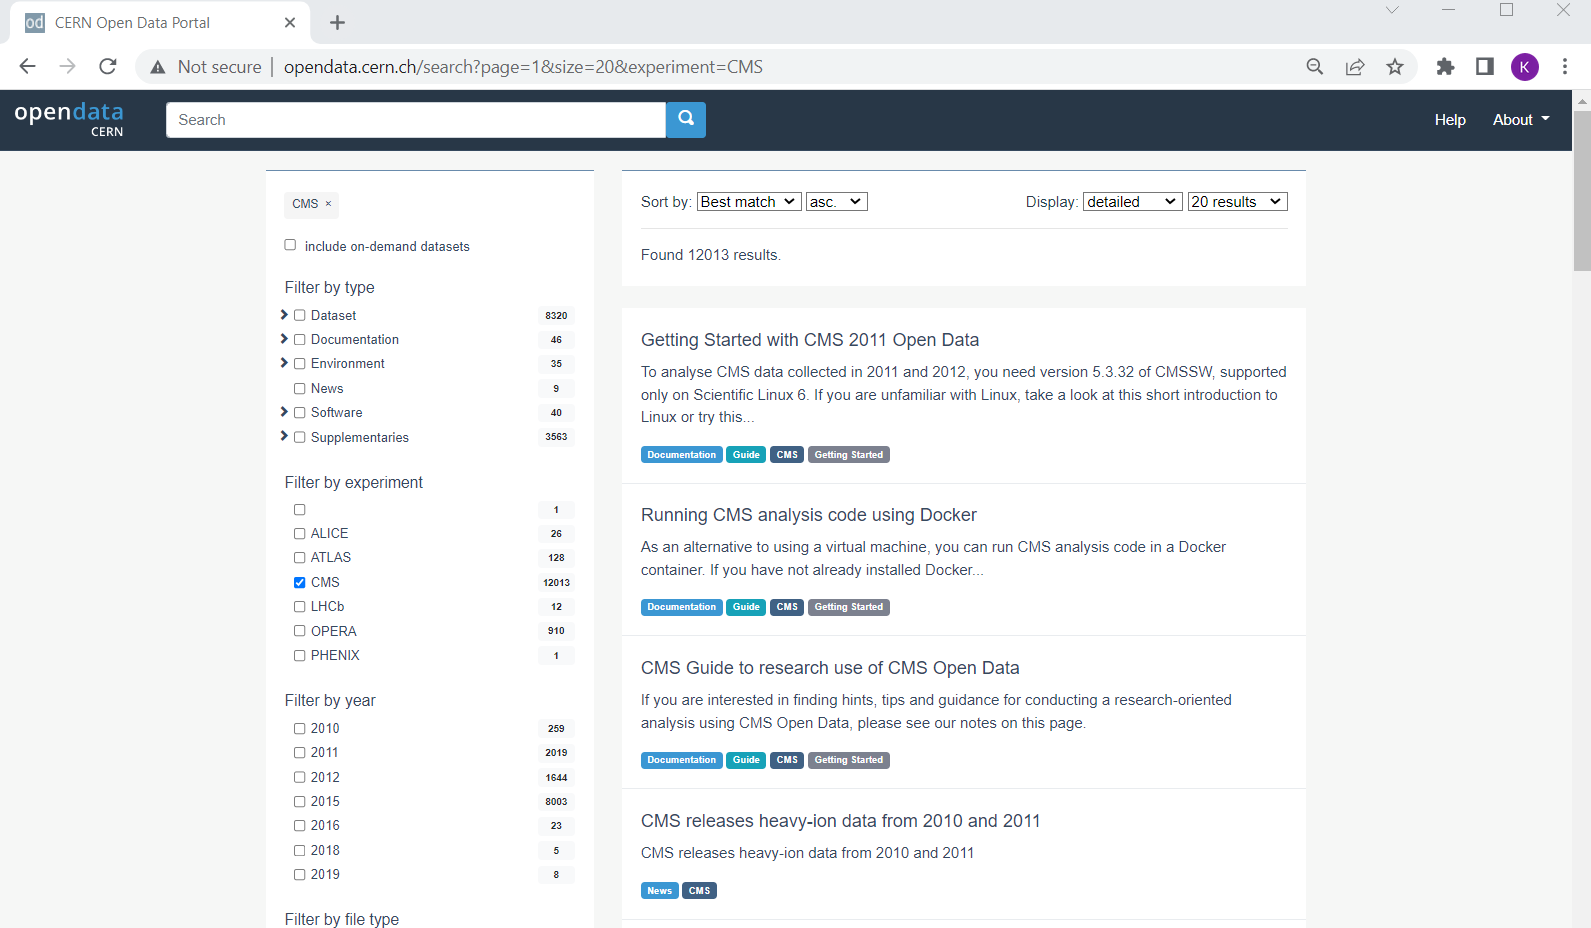 od CERN Open Data Portal
Not secure opendata.cern.ch/search?page=1&size=20&experiment=CMS
K
opendata
CERN
Search
Help About
CMS ×
include on-demand datasets
Filter by type
Dataset 8320
Documentation 46
Environment 35
News 9
Software 40
Supplementaries 3563
Filter by experiment
1
ALICE 26
ATLAS 128
CMS 12013
LHCb 12
OPERA 910
PHENIX 1
Filter by year
2010 259
2011 2019
2012 1644
2015 8003
2016 23
2018 5
2019 8
Filter by file type
Sort by: Best match asc. Display: detailed 20 results
Found 12013 results.
Getting Started with CMS 2011 Open Data
To analyse CMS data collected in 2011 and 2012, you need version 5.3.32 of CMSSW, supported
only on Scientific Linux 6. If you are unfamiliar with Linux, take a look at this short introduction to
Linux or try this...
Documentation Guide CMS Getting Started
Running CMS analysis code using Docker
As an alternative to using a virtual machine, you can run CMS analysis code in a Docker
container. If you have not already installed Docker...
Documentation Guide CMS Getting Started
CMS Guide to research use of CMS Open Data
If you are interested in finding hints, tips and guidance for conducting a research-oriented
analysis using CMS Open Data, please see our notes on this page.
Documentation Guide CMS Getting Started
CMS releases heavy-ion data from 2010 and 2011
CMS releases heavy-ion data from 2010 and 2011
News CMS